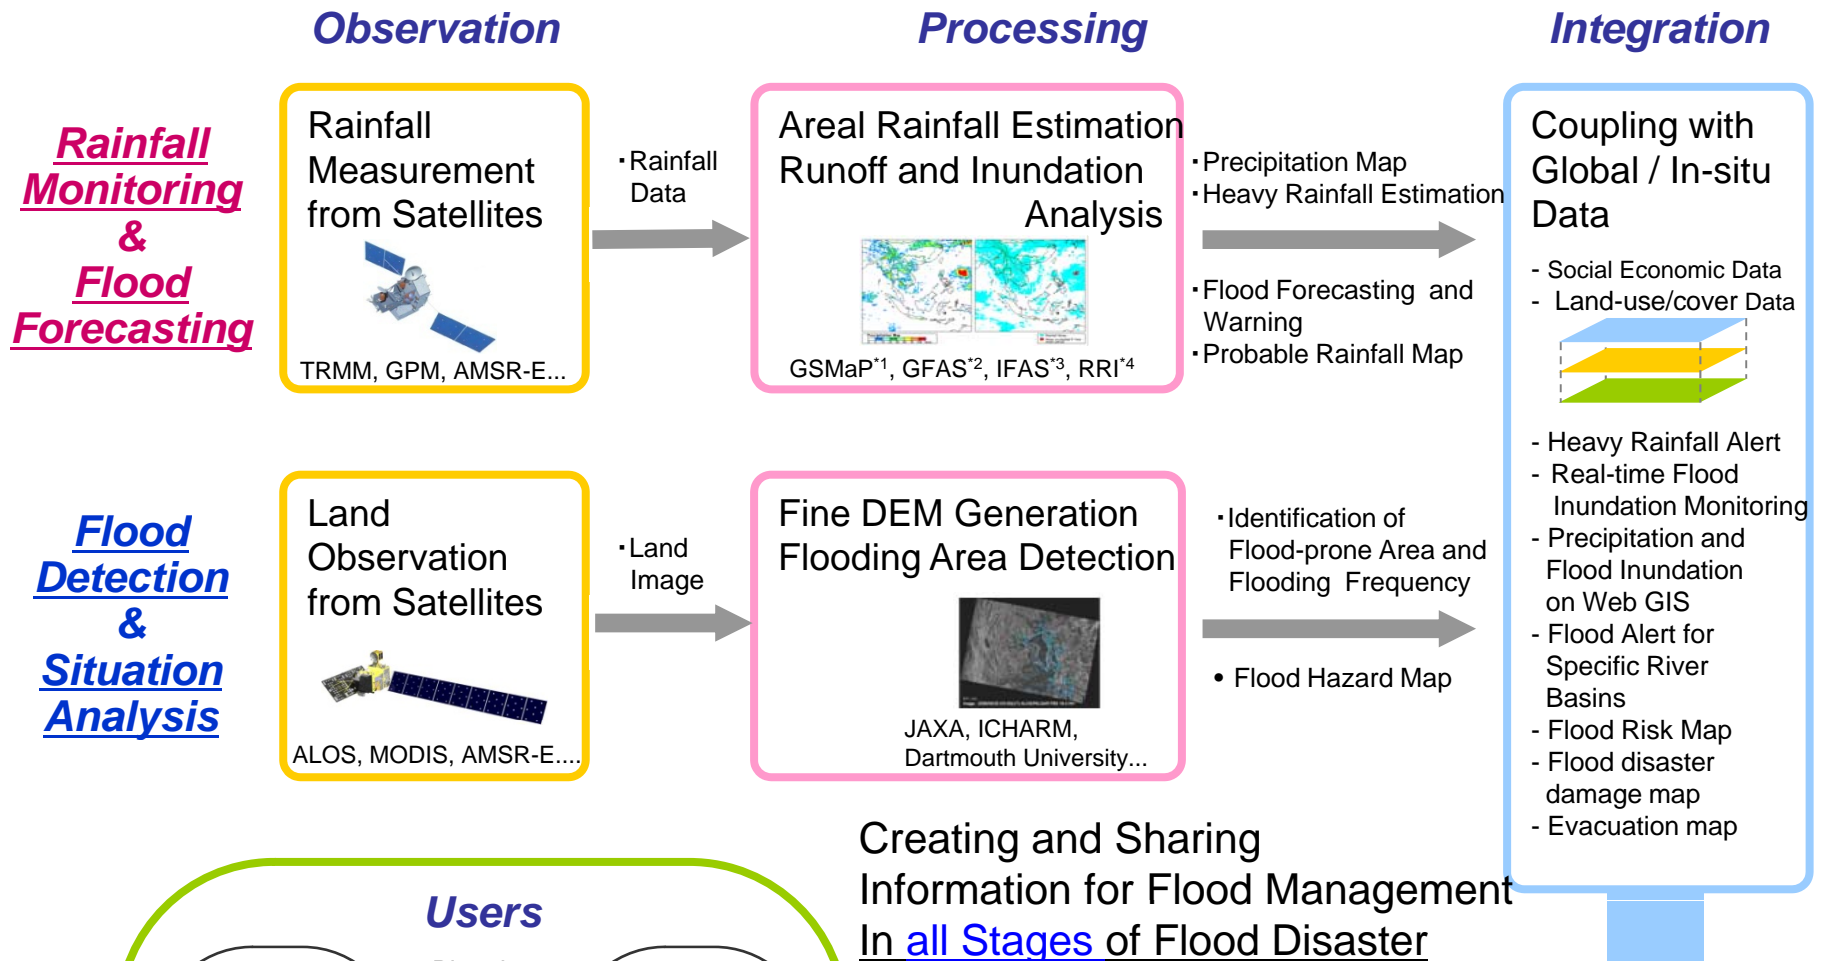 Observation
Processing
Integration
Rainfall
Monitoring
&
Flood
Forecasting
Rainfall
Measurement
from Satellites
TRMM, GPM, AMSR-E...
・Rainfall
Data
Areal Rainfall Estimation
Runoff and Inundation
Analysis
GSMaP*1, GFAS*2, IFAS*3, RRI*4
・Precipitation Map
・Heavy Rainfall Estimation
・Flood Forecasting and
Warning
・Probable Rainfall Map
Coupling with
Global / In-situ
Data
- Social Economic Data
- Land-use/cover Data
- Heavy Rainfall Alert
- Real-time Flood
Inundation Monitoring
- Precipitation and
Flood Inundation
on Web GIS
- Flood Alert for
Specific River
Basins
- Flood Risk Map
- Flood disaster
damage map
- Evacuation map
Flood
Detection
&
Situation
Analysis
Land
Observation
from Satellites
ALOS, MODIS, AMSR-E....
・Land
Image
Fine DEM Generation
Flooding Area Detection
JAXA, ICHARM,
Dartmouth University...
・Identification of
Flood-prone Area and
Flooding Frequency
• Flood Hazard Map
Creating and Sharing
Information for Flood Management
In all Stages of Flood Disaster
Users